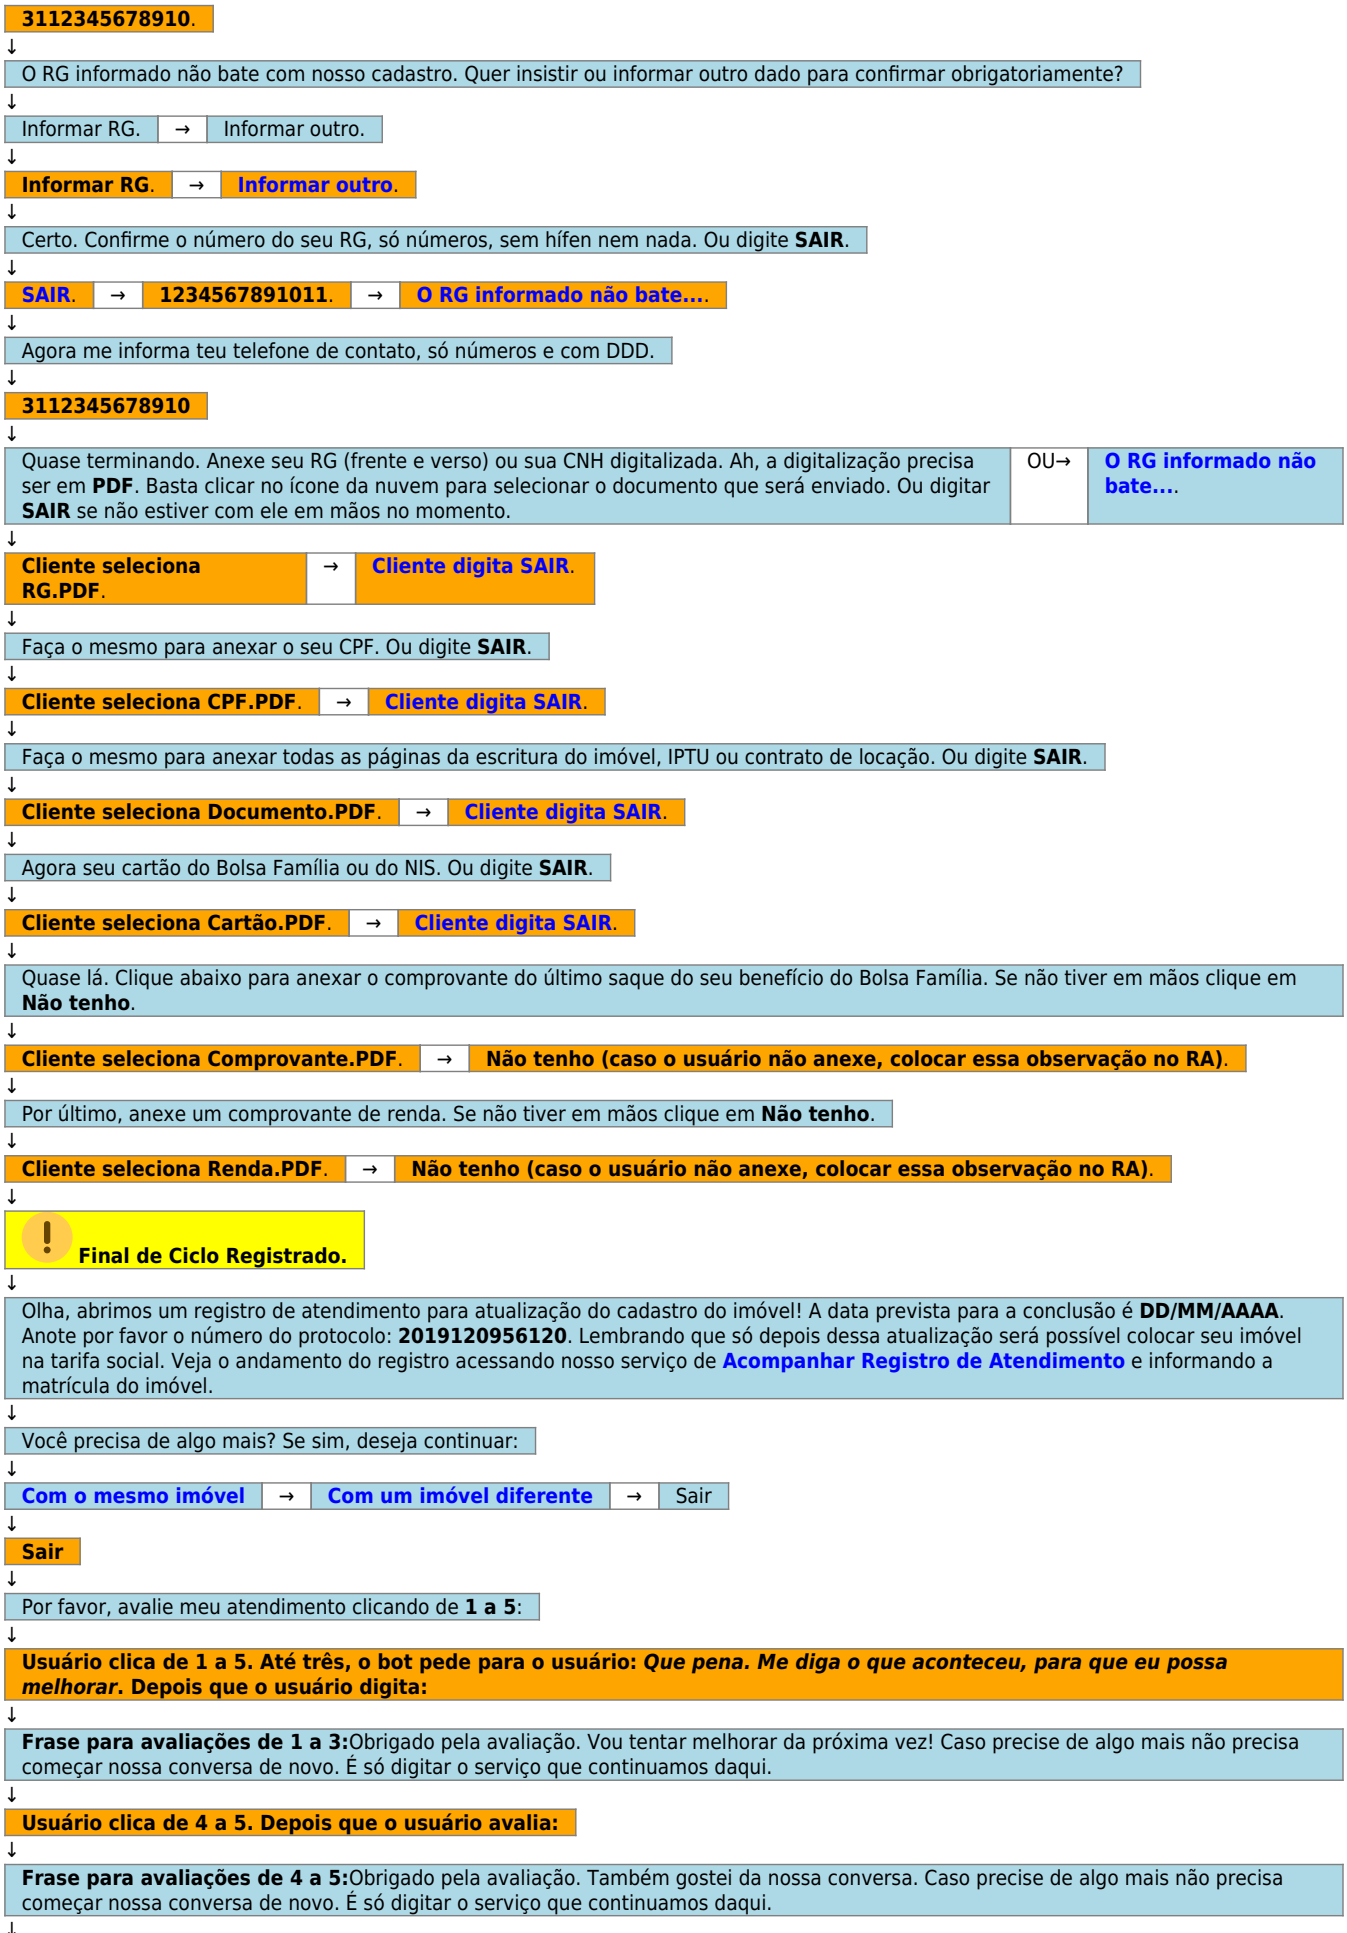 3112345678910.
↓
O RG informado não bate com nosso cadastro. Quer insistir ou informar outro dado para confirmar obrigatoriamente?
↓
Informar RG. → Informar outro.
↓
Informar RG. → Informar outro.
↓
Certo. Confirme o número do seu RG, só números, sem hífen nem nada. Ou digite SAIR.
↓
SAIR. → 1234567891011. → O RG informado não bate....
↓
Agora me informa teu telefone de contato, só números e com DDD.
↓
3112345678910
↓
Quase terminando. Anexe seu RG (frente e verso) ou sua CNH digitalizada. Ah, a digitalização precisa
ser em PDF. Basta clicar no ícone da nuvem para selecionar o documento que será enviado. Ou digitar
SAIR se não estiver com ele em mãos no momento.
OU→
O RG informado não
bate....
↓
Cliente seleciona
RG.PDF.
→ Cliente digita SAIR.
↓
Faça o mesmo para anexar o seu CPF. Ou digite SAIR.
↓
Cliente seleciona CPF.PDF. → Cliente digita SAIR.
↓
Faça o mesmo para anexar todas as páginas da escritura do imóvel, IPTU ou contrato de locação. Ou digite SAIR.
↓
Cliente seleciona Documento.PDF. → Cliente digita SAIR.
↓
Agora seu cartão do Bolsa Família ou do NIS. Ou digite SAIR.
↓
Cliente seleciona Cartão.PDF. → Cliente digita SAIR.
↓
Quase lá. Clique abaixo para anexar o comprovante do último saque do seu benefício do Bolsa Família. Se não tiver em mãos clique em
Não tenho.
↓
Cliente seleciona Comprovante.PDF. → Não tenho (caso o usuário não anexe, colocar essa observação no RA).
↓
Por último, anexe um comprovante de renda. Se não tiver em mãos clique em Não tenho.
↓
Cliente seleciona Renda.PDF. → Não tenho (caso o usuário não anexe, colocar essa observação no RA).
↓
! Final de Ciclo Registrado.
↓
Olha, abrimos um registro de atendimento para atualização do cadastro do imóvel! A data prevista para a conclusão é DD/MM/AAAA.
Anote por favor o número do protocolo: 2019120956120. Lembrando que só depois dessa atualização será possível colocar seu imóvel
na tarifa social. Veja o andamento do registro acessando nosso serviço de Acompanhar Registro de Atendimento e informando a
matrícula do imóvel.
↓
Você precisa de algo mais? Se sim, deseja continuar:
↓
Com o mesmo imóvel → Com um imóvel diferente → Sair
↓
Sair
↓
Por favor, avalie meu atendimento clicando de 1 a 5:
↓
Usuário clica de 1 a 5. Até três, o bot pede para o usuário: Que pena. Me diga o que aconteceu, para que eu possa
melhorar. Depois que o usuário digita:
↓
Frase para avaliações de 1 a 3:Obrigado pela avaliação. Vou tentar melhorar da próxima vez! Caso precise de algo mais não precisa
começar nossa conversa de novo. É só digitar o serviço que continuamos daqui.
↓
Usuário clica de 4 a 5. Depois que o usuário avalia:
↓
Frase para avaliações de 4 a 5:Obrigado pela avaliação. Também gostei da nossa conversa. Caso precise de algo mais não precisa
começar nossa conversa de novo. É só digitar o serviço que continuamos daqui.
↓